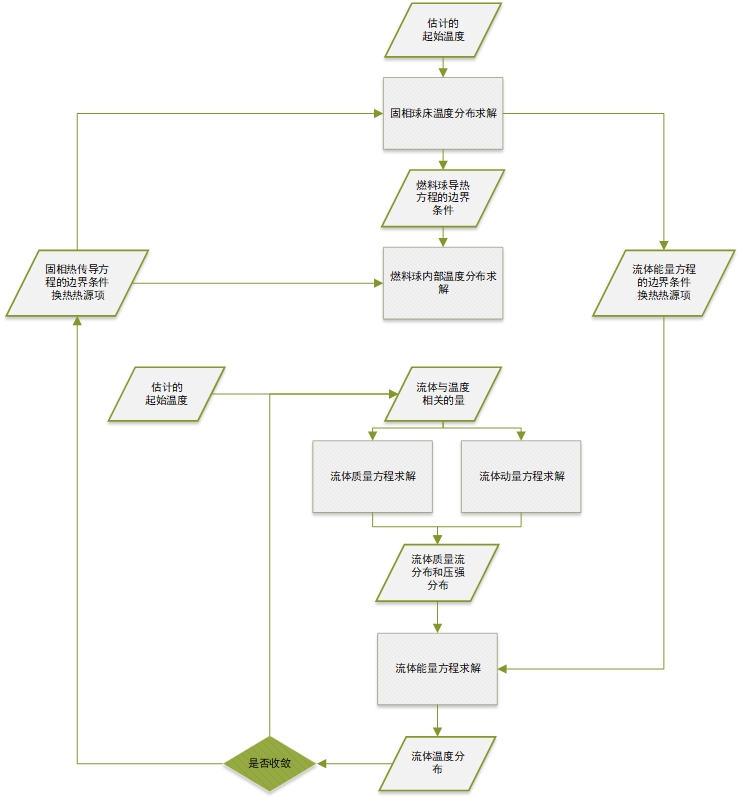 估计的
起始温度
固相球床温度分布求解
燃料球导热
方程的边界
条件
固相热传导方
程的边界条件
换热热源项
燃料球内部温度分布求
解
流体能量方程
的边界条件
换热热源项
估计的
起始温度
流体与温度
相关的量
流体质量方程求解
流体动量方程求解
流体质量流
分布和压强
分布
流体能量方程求解
是否收敛
流体温度分
布